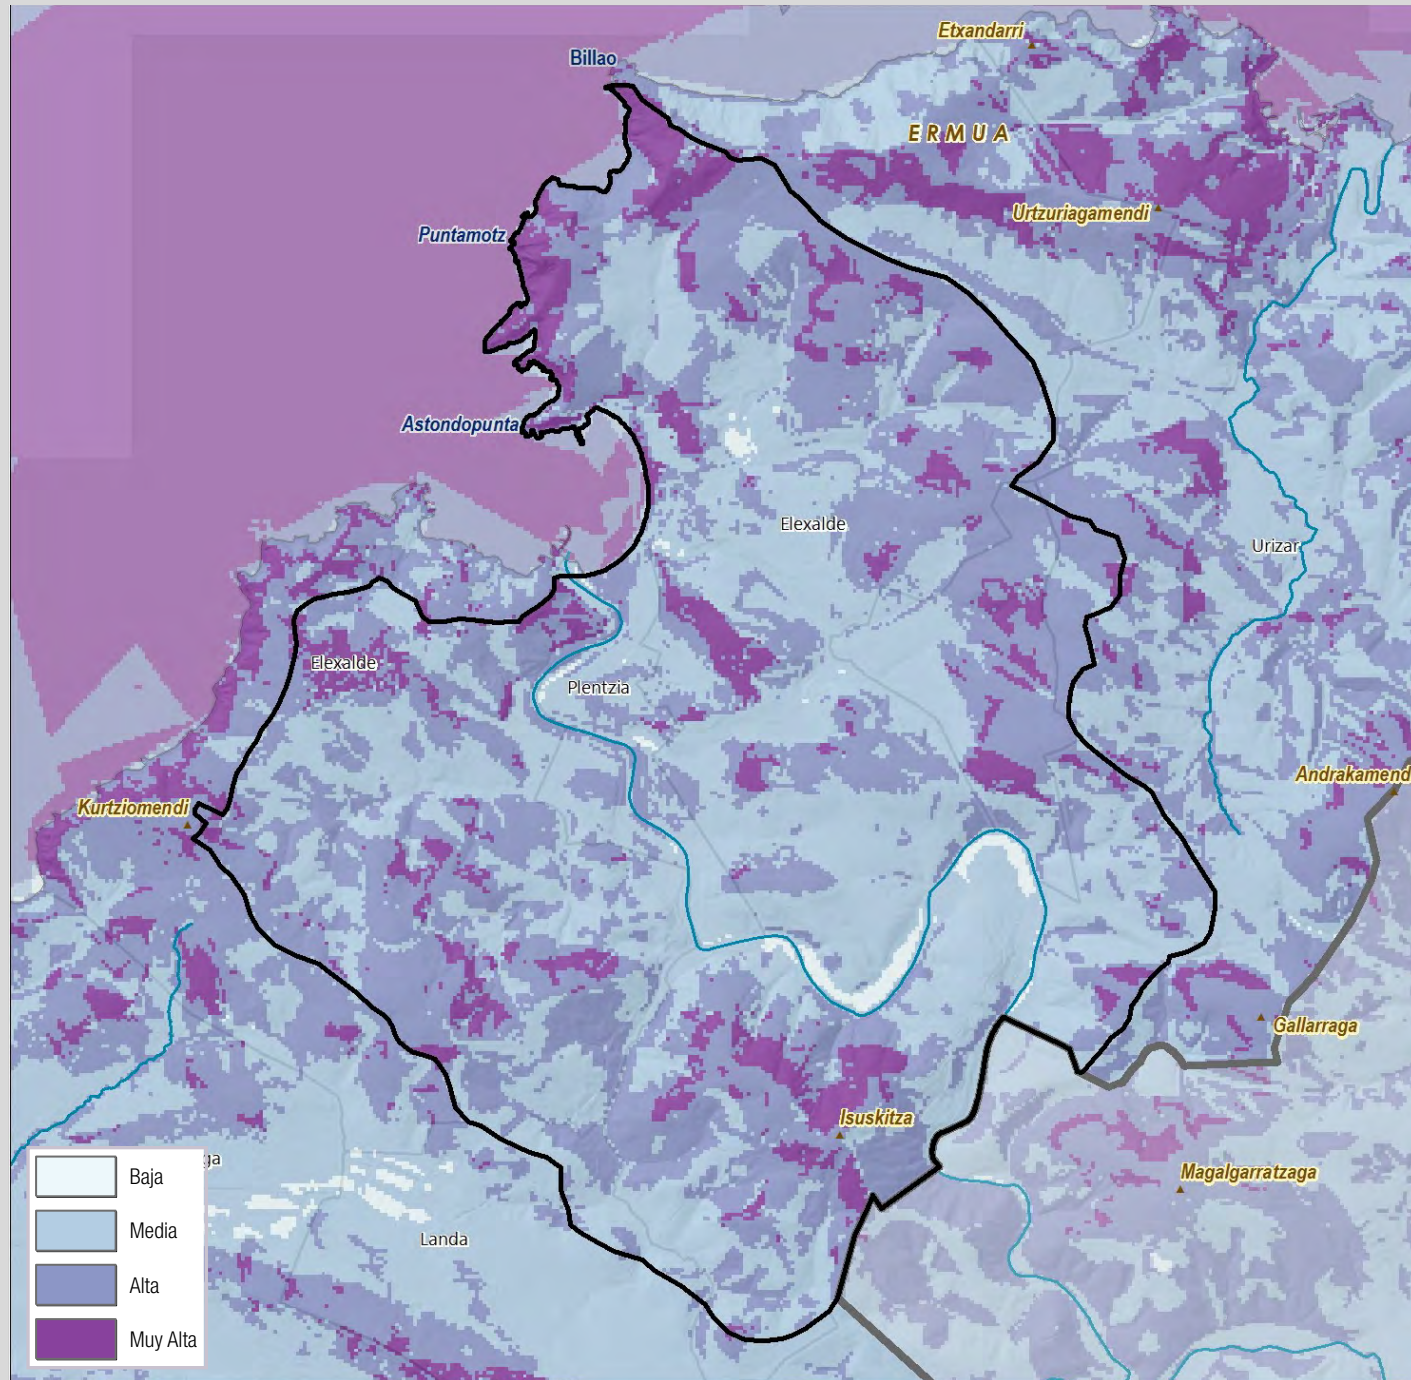 Etxandarri
Billao
ERMUA
Urtzuriagamendi
Puntamotz
Astondopunta
Elexalde
Urizar
Elexalde
Plentzia
Andrakamend
Kurtziomendi
Gallarraga
Isuskitza
ga
Magalgarratzaga
Landa
Baja
Media
Alta
Muy Alta